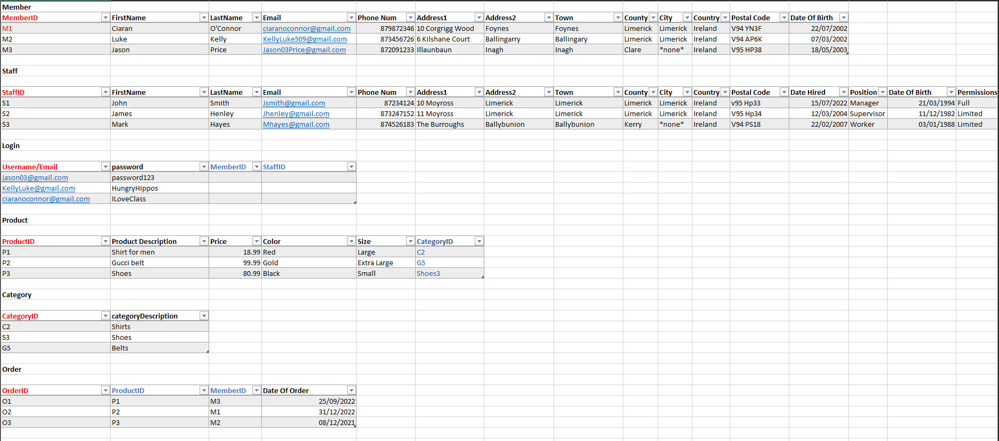 Member
MemberID FirstName LastName Email Phone Num Address1 Address2 Town County City Country Postal Code Date Of Birth
M1 Ciaran O'Connor ciaranoconnor@gmail.com 879872346 10 Corgrigg Wood Foynes Foynes Limerick Limerick Ireland V94 YN3F 22/07/2002
M2 Luke Kelly KellyLuke509@gmail.com 873456726 6 Kilshane Court Ballingarry Ballingary Limerick Limerick Ireland V94 AP6K 07/03/2002
M3 Jason Price Jason03Price@gmail.com 872091233 Illaunbaun Inagh Inagh Clare *none* Ireland V95 HP38 18/05/2003
Staff
StaffID FirstName LastName Email Phone Num Address1 Address2 Town County City Country Postal Code Date Hired Position Date Of Birth Permissions
S1 John Smith Jsmith@gmail.com 87234124 10 Moyross Limerick Limerick Limerick Limerick Ireland v95 Hp33 15/07/2022 Manager 21/03/1994 Full
S2 James Henley Jhenley@gmail.com 873247152 11 Moyross Limerick Limerick Limerick Limerick Ireland V95 Hp34 12/03/2004 Supervisor 11/12/1982 Limited
S3 Mark Hayes Mhayes@gmail.com 874526183 The Burroughs Ballybunion Ballybunion Kerry *none* Ireland V94 PS18 22/02/2007 Worker 03/01/1988 Limited
Login
Username/Email password MemberID StaffID
jason03@gmail.com password123
KellyLuke@gmail.com HungryHippos
ciaranoconnor@gmail.com ILoveClass
Product
ProductID Product Description Price Color Size CategoryID
P1 Shirt for men 18.99 Red Large C2
P2 Gucci belt 99.99 Gold Extra Large G5
P3 Shoes 80.99 Black Small Shoes3
Category
CategoryID categoryDescription
C2 Shirts
S3 Shoes
G5 Belts
Order
OrderID ProductID MemberID Date Of Order
O1 P1 M3 25/09/2022
O2 P2 M1 31/12/2022
O3 P3 M2 08/12/2021